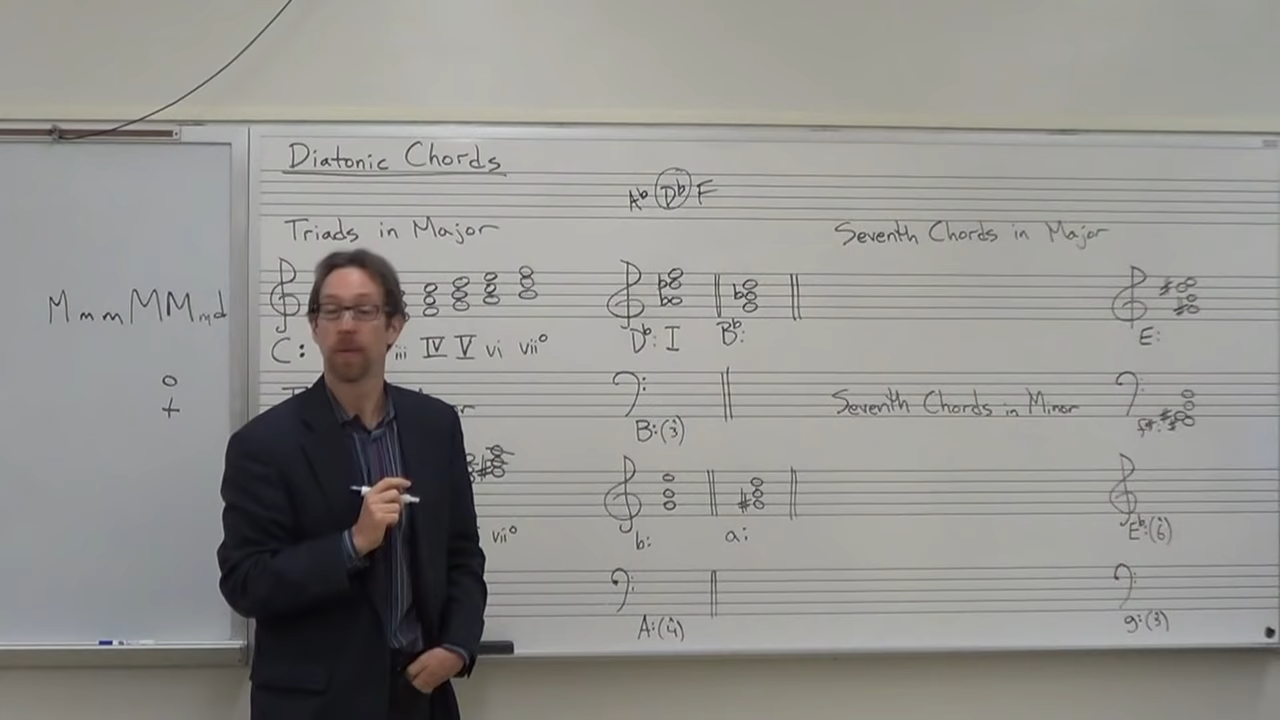 Diatonic Chords
A♭ D♭ F
Triads in Major
Seventh Chords in Major
M m m M M m d
C: iii IV V vi vii°
D♭: I B♭:
E:
o
+
B:(3̂)
Seventh Chords in Minor
f#:
vii°
b: a:
E♭:(6̂)
A:(4̂)
g:(3̂)